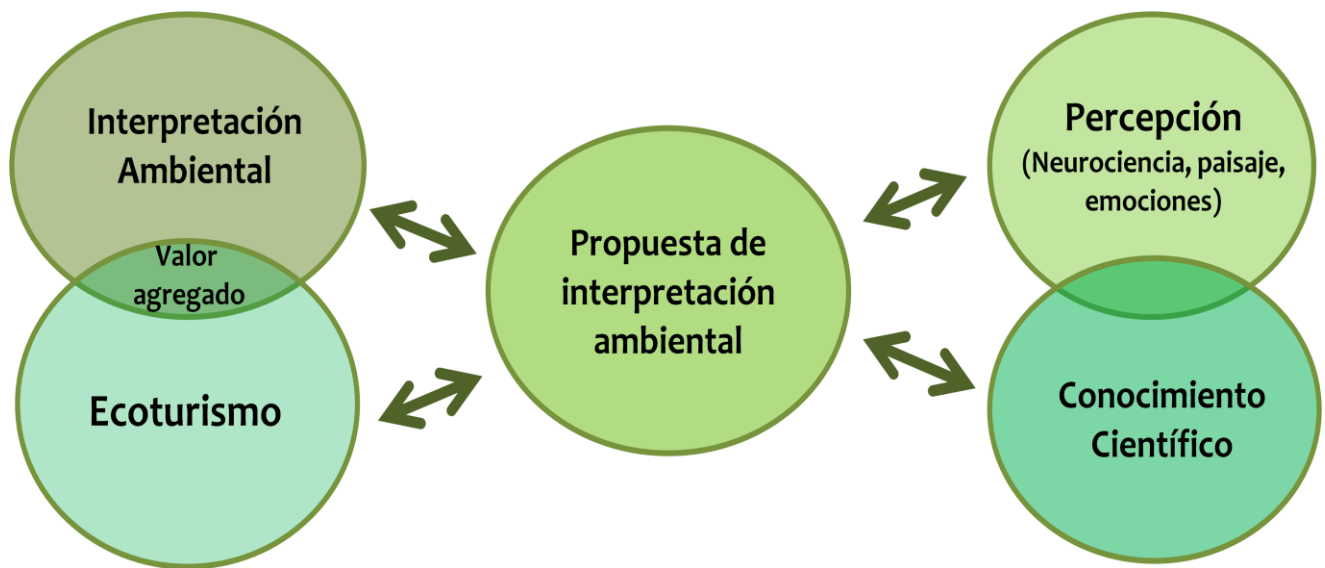 Interpretación
Ambiental
Valor
agregado
Ecoturismo
Propuesta de
interpretación
ambiental
Percepción
(Neurociencia, paisaje,
emociones)
Conocimiento
Científico